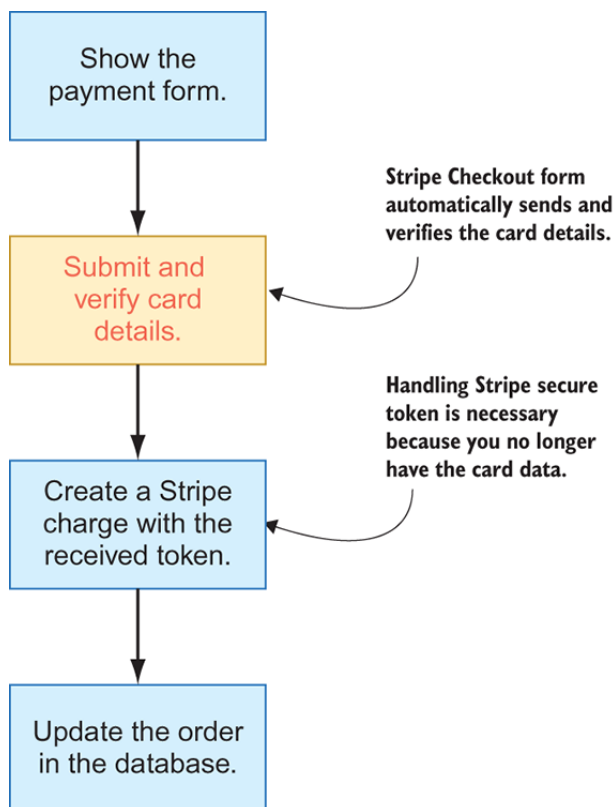 Show the
payment form.
Stripe Checkout form
automatically sends and
verifies the card details.
Submit and
verify card
details.
Handling Stripe secure
token is necessary
because you no longer
have the card data.
Create a Stripe
charge with the
received token.
Update the order
in the database.